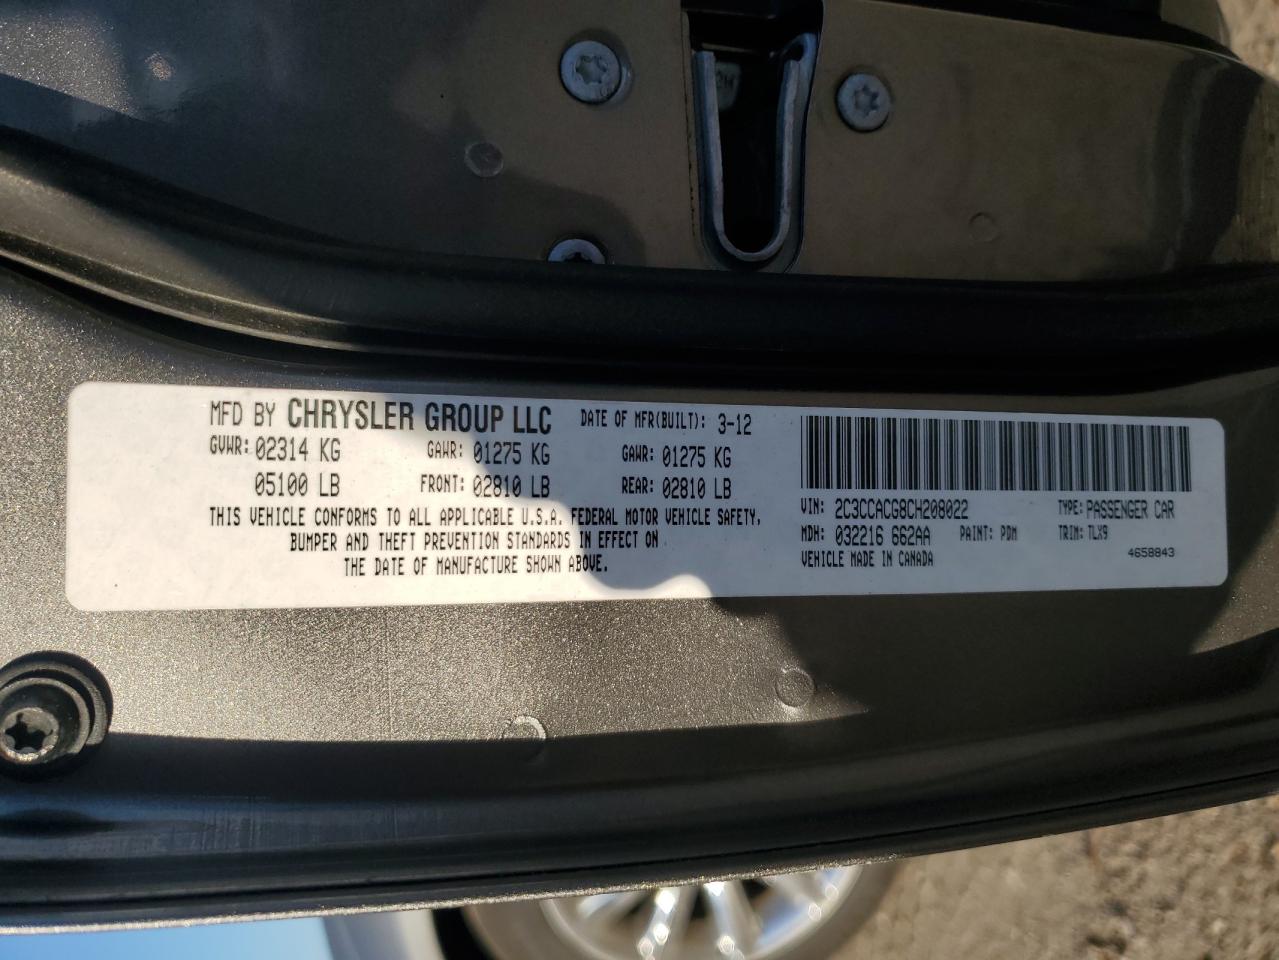 MFD BY CHRYSLER GROUP LLC DATE OF MFR(BUILT): 3-12
GVWR: 02314 KG GAWR: 01275 KG GAWR: 01275 KG
05100 LB FRONT: 02810 LB REAR: 02810 LB
THIS VEHICLE CONFORMS TO ALL APPLICABLE U.S.A. FEDERAL MOTOR VEHICLE SAFETY,
BUMPER AND THEFT PREVENTION STANDARDS IN EFFECT ON
THE DATE OF MANUFACTURE SHOWN ABOVE.
VIN: 2C3CCACG8CH208022 TYPE: PASSENGER CAR
MDH: 032216 662AA PAINT: PDM TRIM: TLX9
VEHICLE MADE IN CANADA 4658843